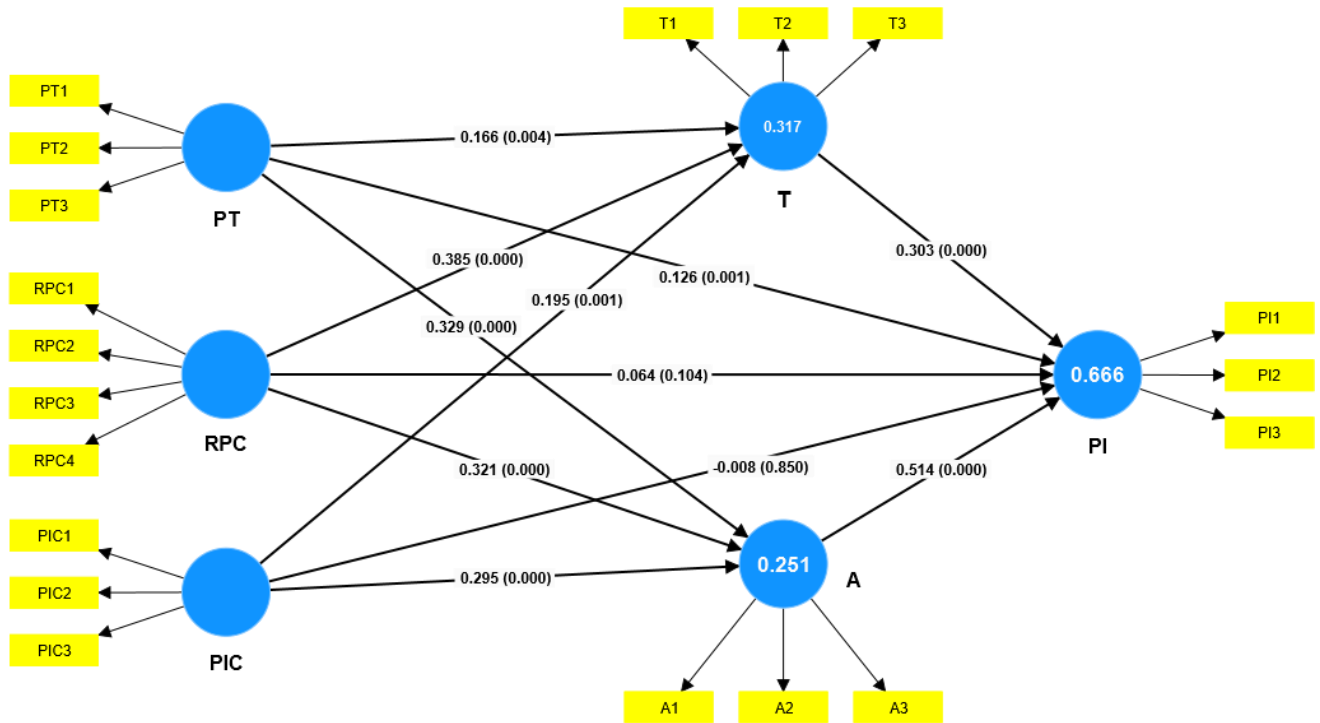 T1
T2
T3
PT1
PT2
PT3
PT
0.317
T
0.166 (0.004)
0.385 (0.000)
0.126 (0.001)
0.303 (0.000)
0.195 (0.001)
0.329 (0.000)
RPC1
RPC2
RPC3
RPC4
RPC
0.064 (0.104)
0.666
PI
PI1
PI2
PI3
0.321 (0.000)
-0.008 (0.850)
0.514 (0.000)
PIC1
PIC2
PIC3
PIC
0.295 (0.000)
0.251
A
A1
A2
A3